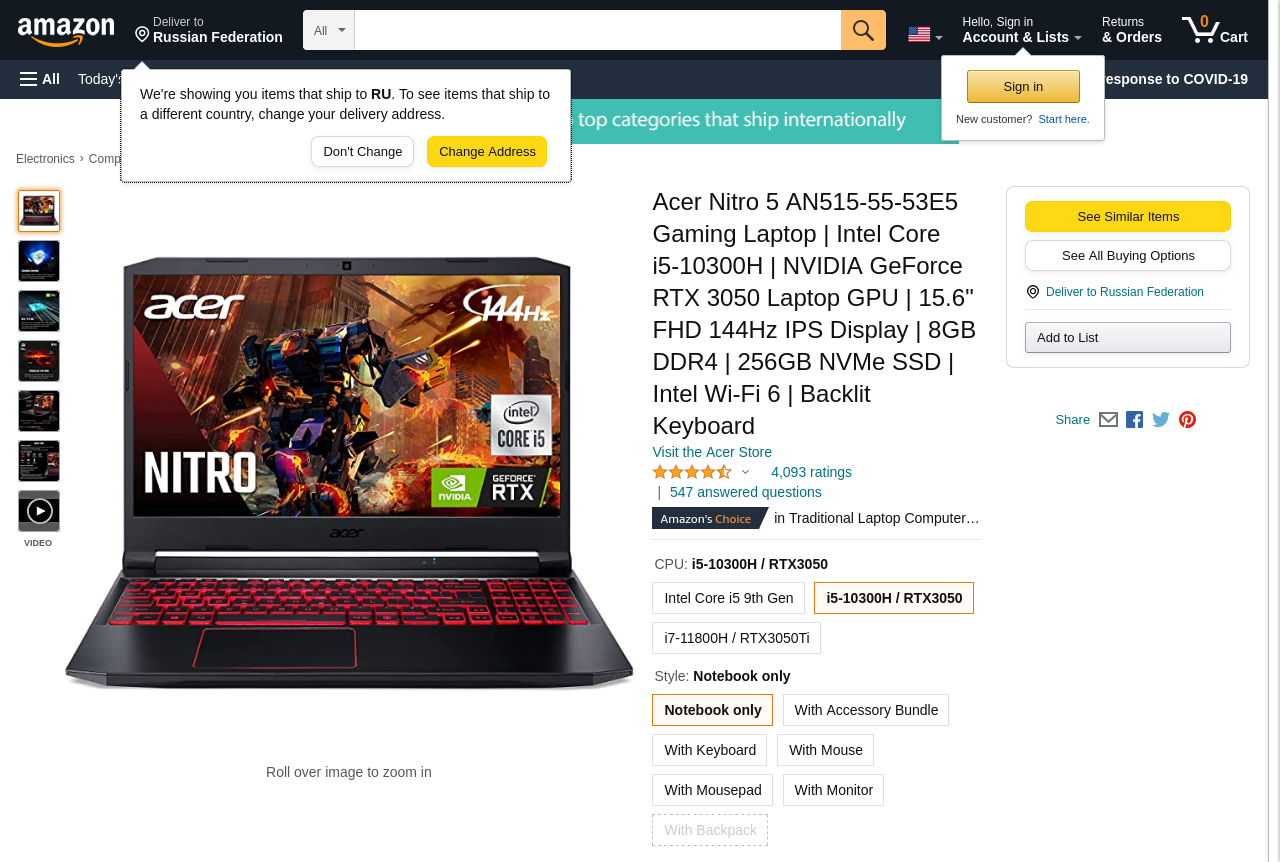 amazon
Deliver to
Russian Federation
All
Hello, Sign in
Account & Lists
Returns
& Orders
0
Cart
All
Today's
response to COVID-19
We're showing you items that ship to RU. To see items that ship to
a different country, change your delivery address.
Don't Change
Change Address
Sign in
New customer? Start here.
top categories that ship internationally
Electronics ›
acer
144Hz
intel
CORE i5
NITRO
NVIDIA.
GEFORCE
RTX
acer
VIDEO
Roll over image to zoom in
Acer Nitro 5 AN515-55-53E5
Gaming Laptop | Intel Core
i5-10300H | NVIDIA GeForce
RTX 3050 Laptop GPU | 15.6"
FHD 144Hz IPS Display | 8GB
DDR4 | 256GB NVMe SSD |
Intel Wi-Fi 6 | Backlit
Keyboard
Visit the Acer Store
4,093 ratings
| 547 answered questions
Amazon's Choice in Traditional Laptop Computer…
CPU: i5-10300H / RTX3050
Intel Core i5 9th Gen
i5-10300H / RTX3050
i7-11800H / RTX3050Ti
Style: Notebook only
Notebook only
With Accessory Bundle
With Keyboard
With Mouse
With Mousepad
With Monitor
With Backpack
See Similar Items
See All Buying Options
Deliver to Russian Federation
Add to List
Share